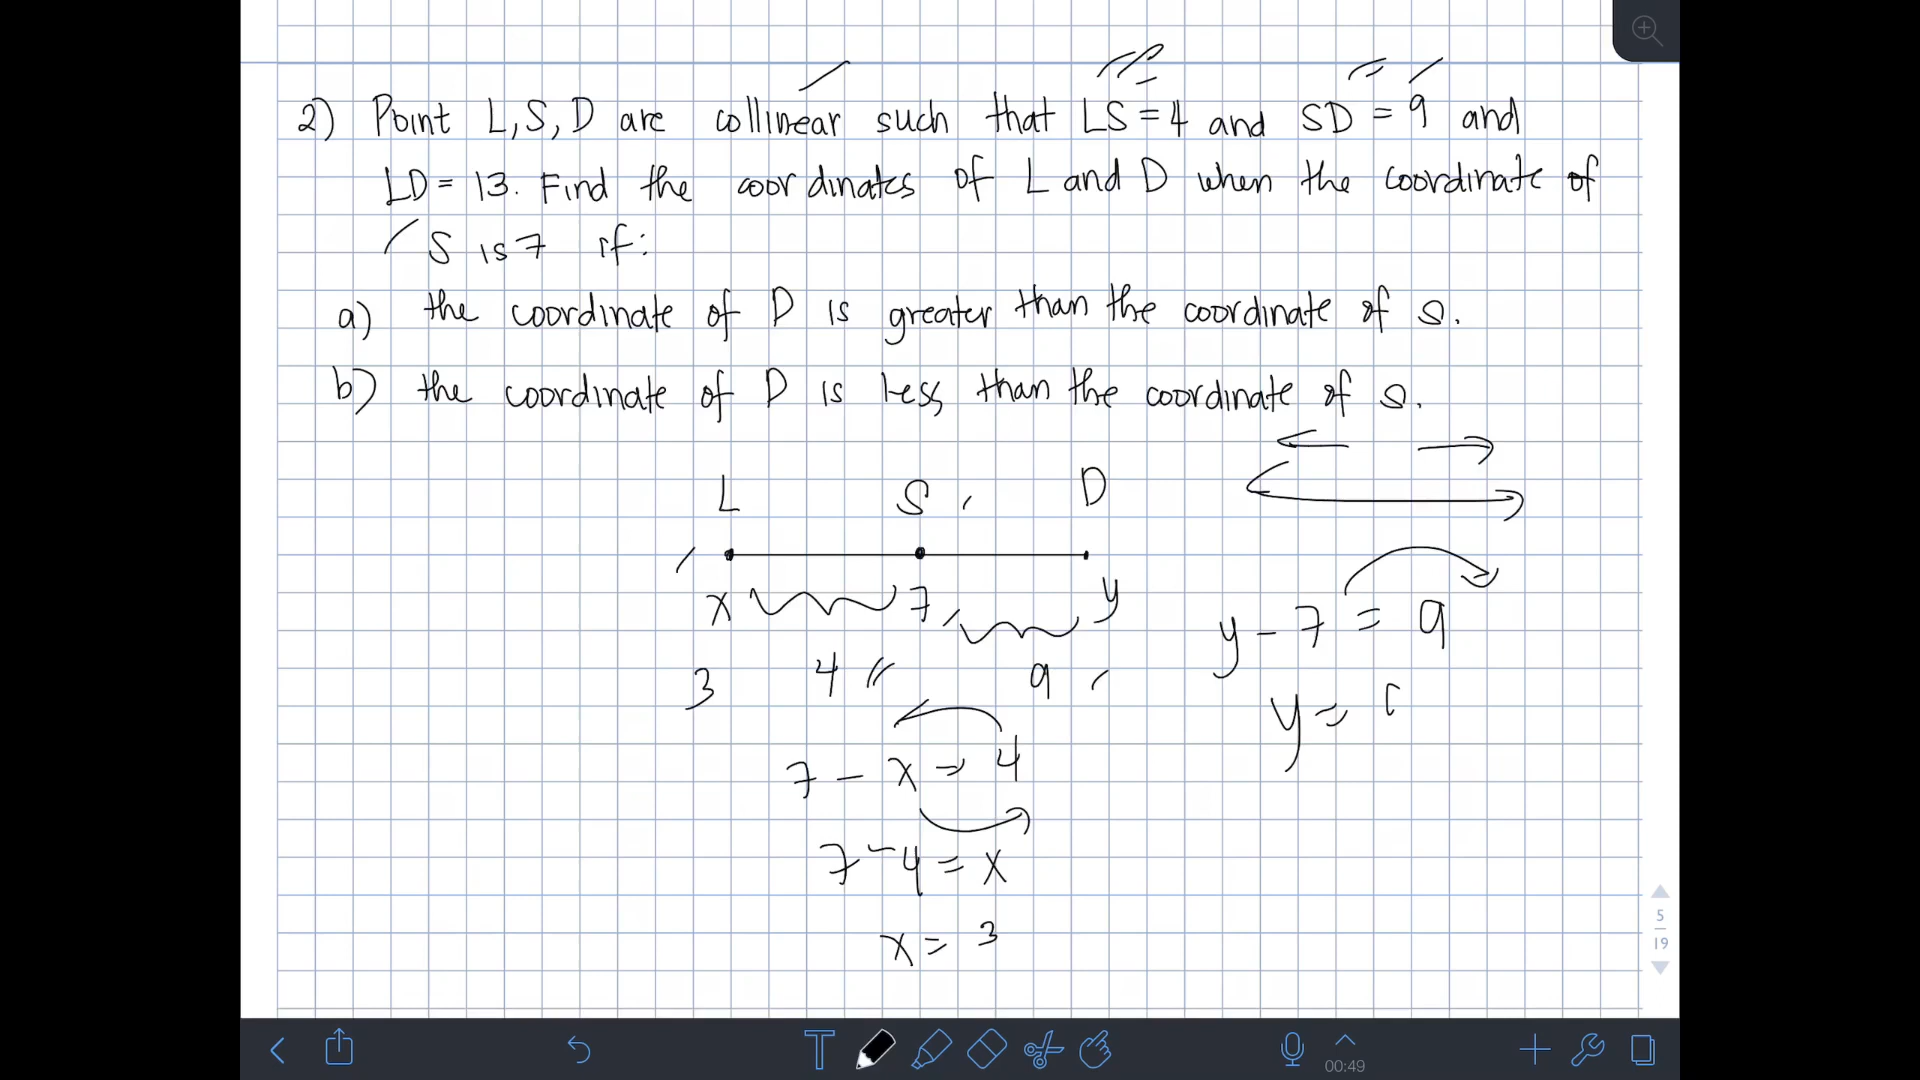 2) Point L,S,D are collinear such that LS=4 and SD = 9 and
LD= 13. Find the coordinates of L and D when the coordinate of
S is 7 if:
a) the coordinate of D is greater than the coordinate of S.
b) the coordinate of D is less than the coordinate of S.
L S D
x 7 y
3 4 9
7 - x = 4
7 - 4 = x
x = 3
y - 7 = 9
y =
5
19
T
00:49